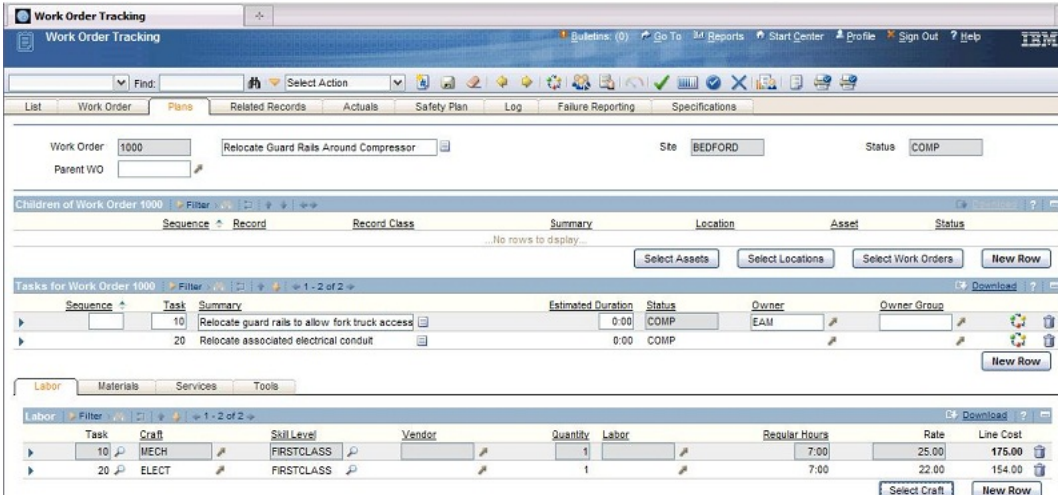 Work Order Tracking
Work Order Tracking
Bulletins: (0) Go To Reports Start Center Profile Sign Out ? Help IBM
Find: Select Action
List Work Order Plans Related Records Actuals Safety Plan Log Failure Reporting Specifications
Work Order 1000 Relocate Guard Rails Around Compressor Site BEDFORD Status COMP
Parent WO
Children of Work Order 1000 Filter Download ?
Sequence Record Record Class Summary Location Asset Status
...No rows to display...
Select Assets Select Locations Select Work Orders New Row
Tasks for Work Order 1000 Filter 1 - 2 of 2 Download ?
Sequence Task Summary Estimated Duration Status Owner Owner Group
10 Relocate guard rails to allow fork truck access 0:00 COMP EAM
20 Relocate associated electrical conduit 0:00 COMP
New Row
Labor Materials Services Tools
Labor Filter 1 - 2 of 2 Download ?
Task Craft Skill Level Vendor Quantity Labor Regular Hours Rate Line Cost
10 MECH FIRSTCLASS 1 7:00 25.00 175.00
20 ELECT FIRSTCLASS 1 7:00 22.00 154.00
Select Craft New Row